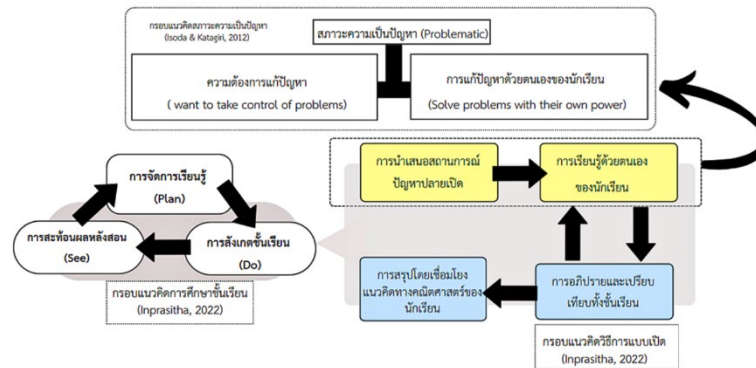 กรอบแนวคิดสภาวะความเป็นปัญหา
(Isoda & Katagiri, 2012)
สภาวะความเป็นปัญหา (Problematic)
ความต้องการแก้ปัญหา
( want to take control of problems)
การแก้ปัญหาด้วยตนเองของนักเรียน
(Solve problems with their own power)
การจัดการเรียนรู้
(Plan)
การสะท้อนผลหลังสอน
(See)
การสังเกตชั้นเรียน
(Do)
กรอบแนวคิดการศึกษาชั้นเรียน
(Inprasitha, 2022)
การนำเสนอสถานการณ์
ปัญหาปลายเปิด
การเรียนรู้ด้วยตนเอง
ของนักเรียน
การสรุปโดยเชื่อมโยง
แนวคิดทางคณิตศาสตร์ของ
นักเรียน
การอภิปรายและเปรียบ
เทียบทั้งชั้นเรียน
กรอบแนวคิดวิธีการแบบเปิด
(Inprasitha, 2022)